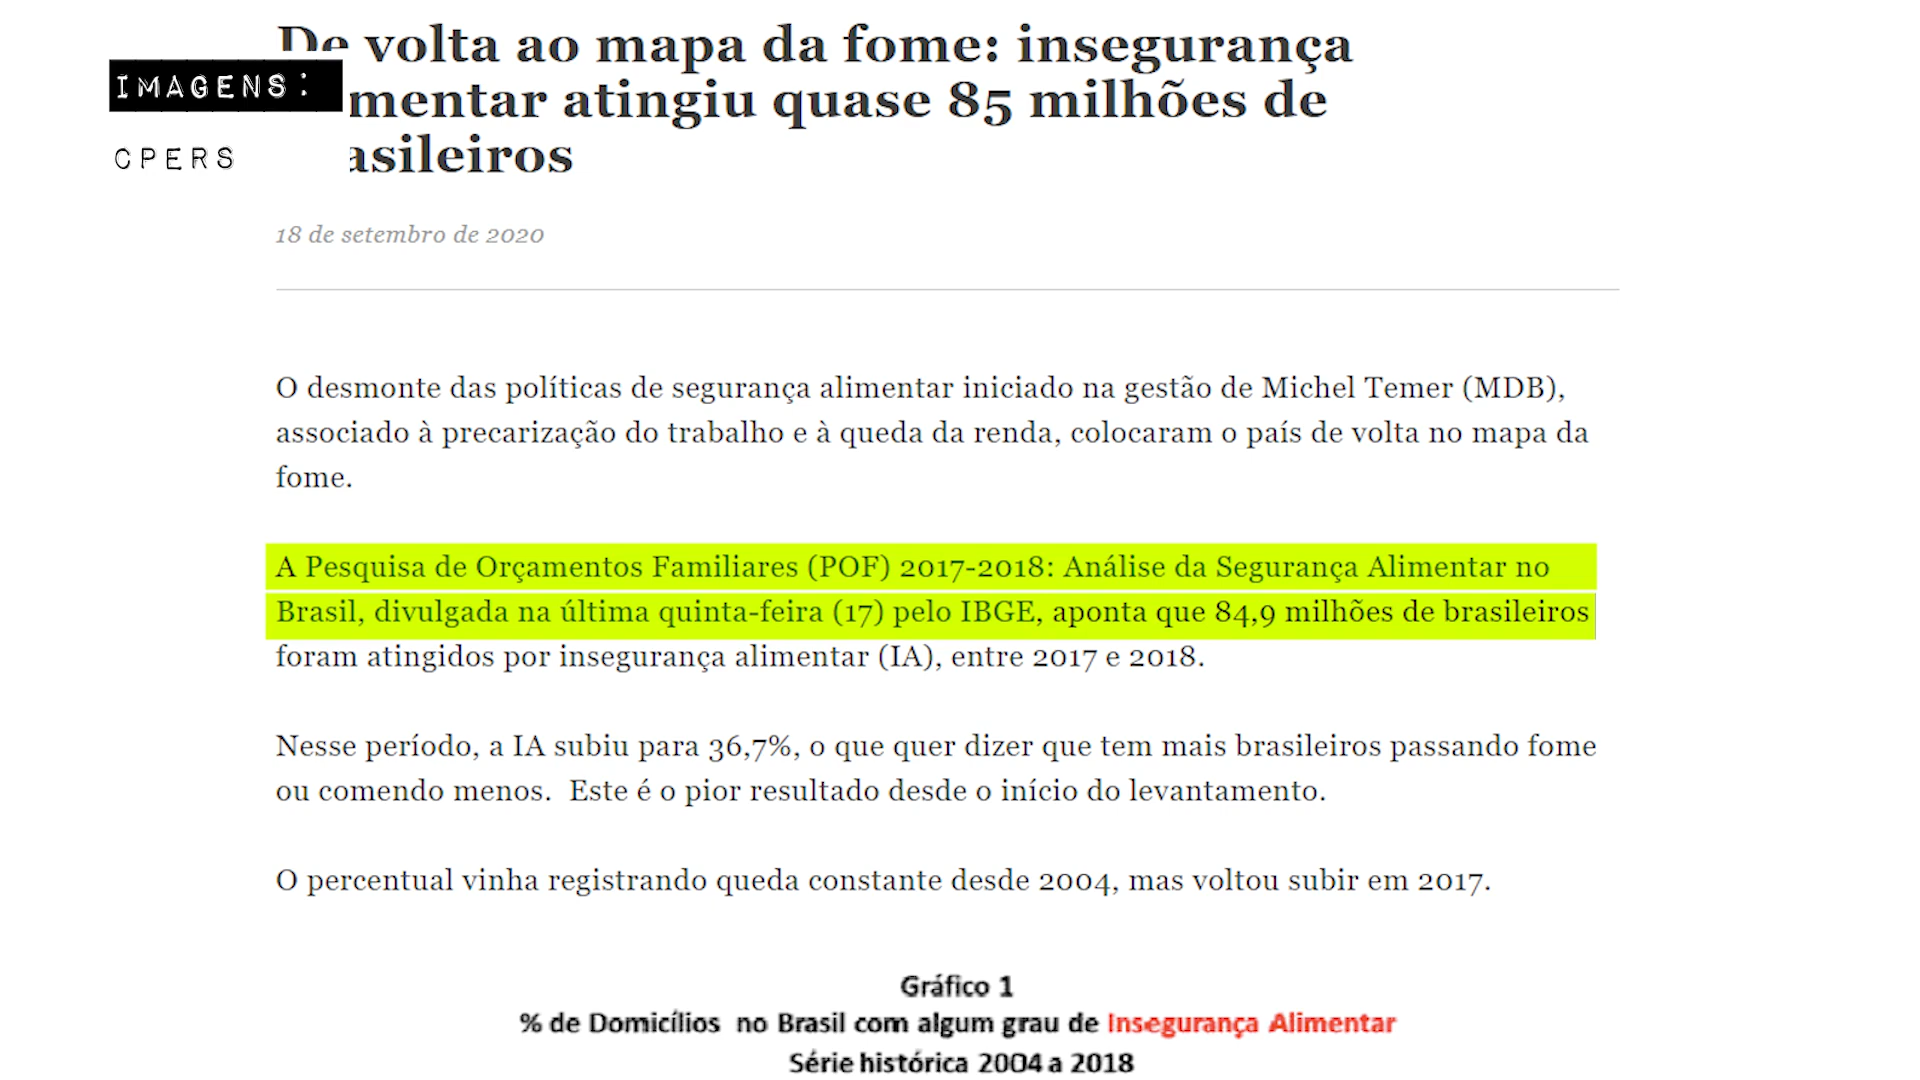 De volta ao mapa da fome: insegurança
mentar atingiu quase 85 milhões de
asileiros
IMAGENS:
CPERS
18 de setembro de 2020
O desmonte das políticas de segurança alimentar iniciado na gestão de Michel Temer (MDB),
associado à precarização do trabalho e à queda da renda, colocaram o país de volta no mapa da
fome.
A Pesquisa de Orçamentos Familiares (POF) 2017-2018: Análise da Segurança Alimentar no
Brasil, divulgada na última quinta-feira (17) pelo IBGE, aponta que 84,9 milhões de brasileiros
foram atingidos por insegurança alimentar (IA), entre 2017 e 2018.
Nesse período, a IA subiu para 36,7%, o que quer dizer que tem mais brasileiros passando fome
ou comendo menos. Este é o pior resultado desde o início do levantamento.
O percentual vinha registrando queda constante desde 2004, mas voltou subir em 2017.
Gráfico 1
% de Domicílios no Brasil com algum grau de Insegurança Alimentar
Série histórica 2004 a 2018